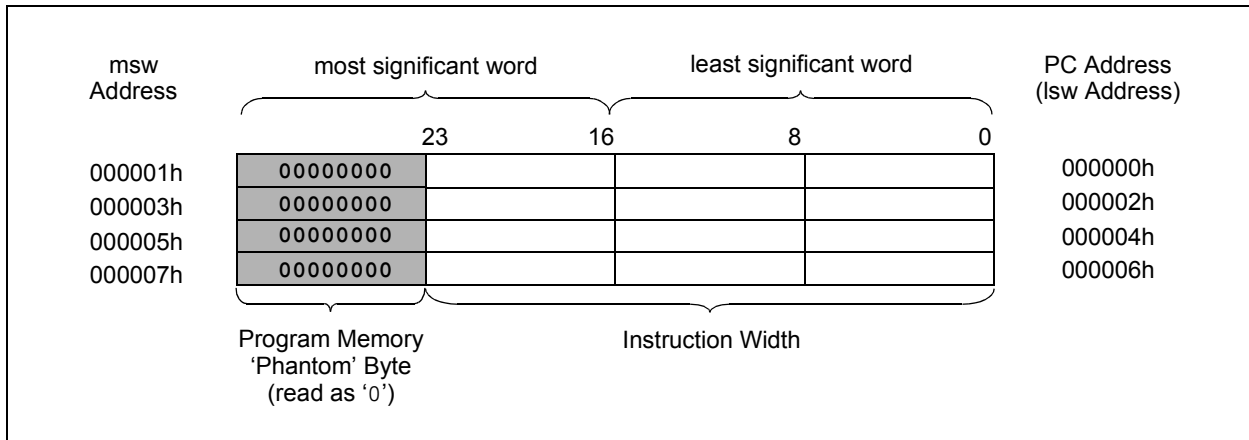 msw
Address
most significant word
least significant word
PC Address
(lsw Address)
23
16
8
0
000001h
00000000
000000h
000003h
00000000
000002h
000005h
00000000
000004h
000007h
00000000
000006h
Program Memory
‘Phantom’ Byte
(read as ‘0’)
Instruction Width